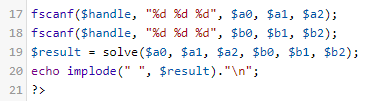 17 fscanf($handle, "%d %d %d", $a0, $a1, $a2);
18 fscanf($handle, "%d %d %d", $b0, $b1, $b2);
19 $result = solve($a0, $a1, $a2, $b0, $b1, $b2);
20 echo implode(" ", $result)."\n";
21 ?>